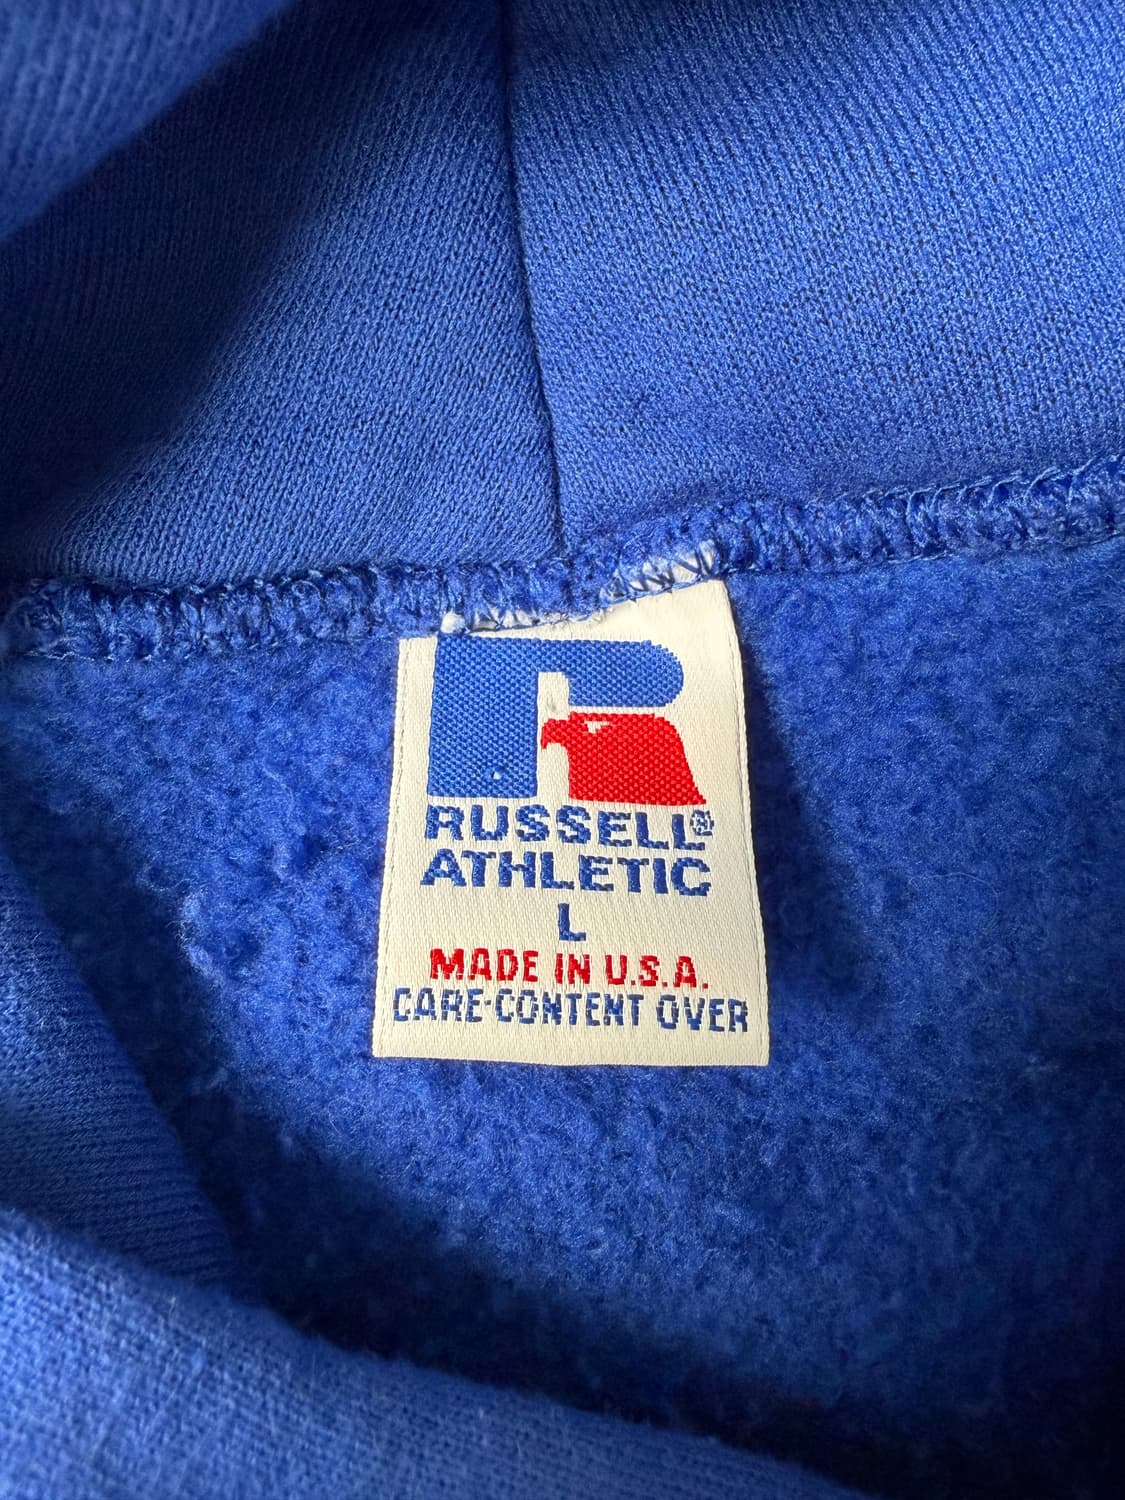 RUSSELL®
ATHLETIC
L
MADE IN U.S.A.
CARE-CONTENT OVER